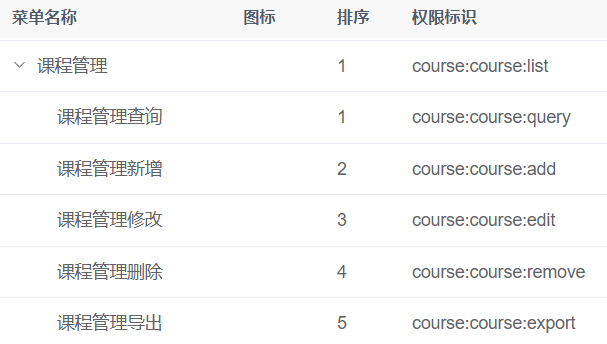 菜单名称 图标 排序 权限标识
课程管理 1 course:course:list
课程管理查询 1 course:course:query
课程管理新增 2 course:course:add
课程管理修改 3 course:course:edit
课程管理删除 4 course:course:remove
课程管理导出 5 course:course:export